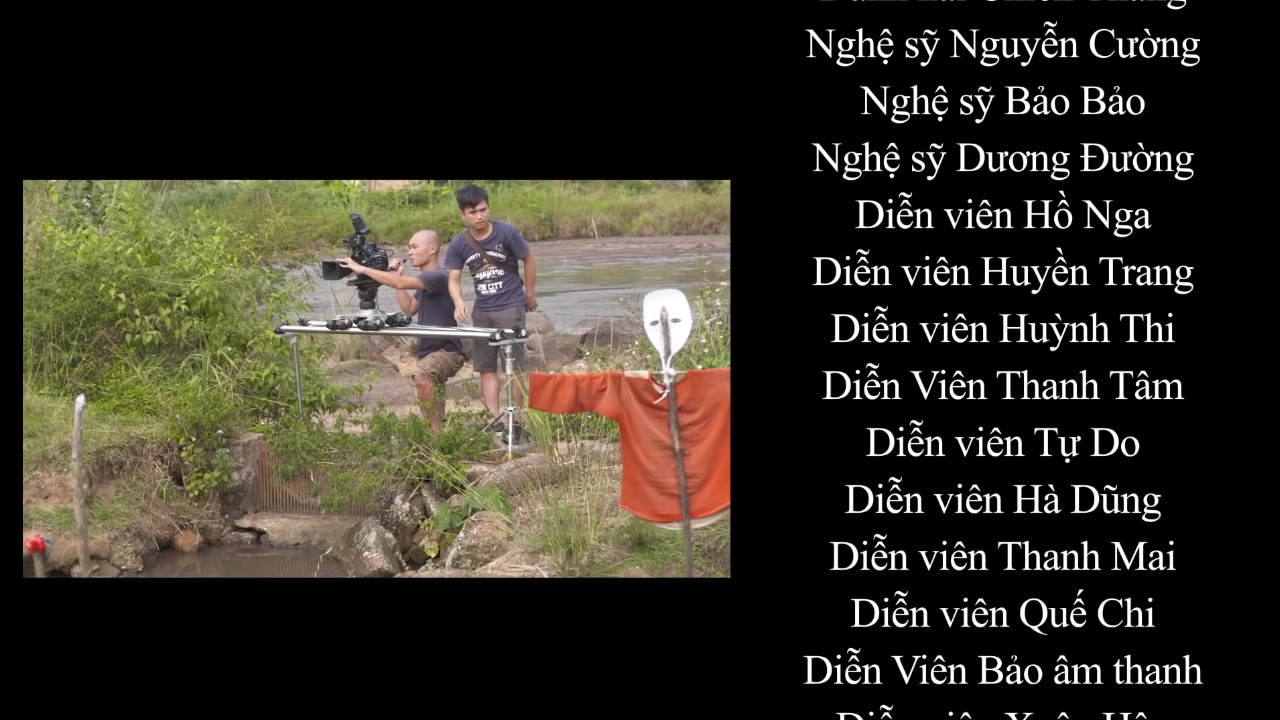 Nghệ sỹ Nguyễn Cường
Nghệ sỹ Bảo Bảo
Nghệ sỹ Dương Đường
Diễn viên Hồ Nga
Diễn viên Huyền Trang
Diễn viên Huỳnh Thi
Diễn Viên Thanh Tâm
Diễn viên Tự Do
Diễn viên Hà Dũng
Diễn viên Thanh Mai
Diễn viên Quế Chi
Diễn Viên Bảo âm thanh